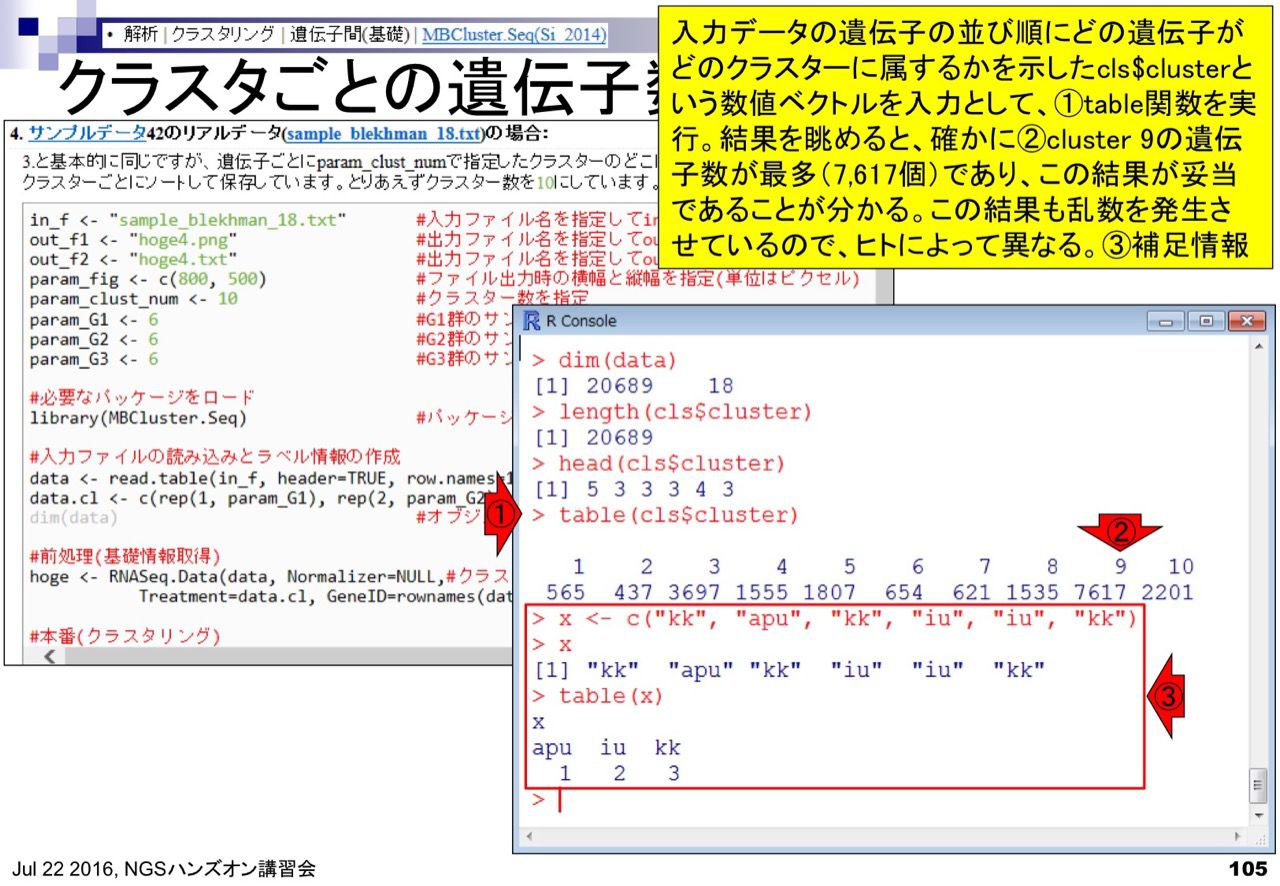 • 解析 | クラスタリング | 遺伝子間(基礎) | MBCluster.Seq(Si_2014)
クラスタごとの遺伝子
入力データの遺伝子の並び順にどの遺伝子が
どのクラスターに属するかを示したcls$clusterと
いう数値ベクトルを入力として、①table関数を実
行。結果を眺めると、確かに②cluster 9の遺伝
子数が最多（7,617個）であり、この結果が妥当
であることが分かる。この結果も乱数を発生さ
せているので、ヒトによって異なる。③補足情報
4. サンプルデータ42のリアルデータ(sample_blekhman_18.txt)の場合:
3.と基本的に同じですが、遺伝子ごとにparam_clust_numで指定したクラスターのどこに
クラスターごとにソートして保存しています。とりあえずクラスター数を10にしています。
in_f <- "sample_blekhman_18.txt" #入力ファイル名を指定してin
out_f1 <- "hoge4.png" #出力ファイル名を指定してou
out_f2 <- "hoge4.txt" #出力ファイル名を指定してou
param_fig <- c(800, 500) #ファイル出力時の横幅と縦幅を指定(単位はピクセル)
param_clust_num <- 10 #クラスター数を指定
param_G1 <- 6 #G1群のサン
param_G2 <- 6 #G2群のサン
param_G3 <- 6 #G3群のサン
#必要なパッケージをロード
library(MBCluster.Seq) #パッケージ
#入力ファイルの読み込みとラベル情報の作成
data <- read.table(in_f, header=TRUE, row.names=1
data.cl <- c(rep(1, param_G1), rep(2, param_G2)
dim(data) #オブジ
#前処理(基礎情報取得)
hoge <- RNASeq.Data(data, Normalizer=NULL,#クラス
Treatment=data.cl, GeneID=rownames(dat
#本番(クラスタリング)
R Console
> dim(data)
[1] 20689 18
> length(cls$cluster)
[1] 20689
> head(cls$cluster)
[1] 5 3 3 3 4 3
① > table(cls$cluster)
②
1 2 3 4 5 6 7 8 9 10
565 437 3697 1555 1807 654 621 1535 7617 2201
> x <- c("kk", "apu", "kk", "iu", "iu", "kk")
> x
[1] "kk" "apu" "kk" "iu" "iu" "kk"
> table(x) ③
x
apu iu kk
1 2 3
>
Jul 22 2016, NGSハンズオン講習会
105